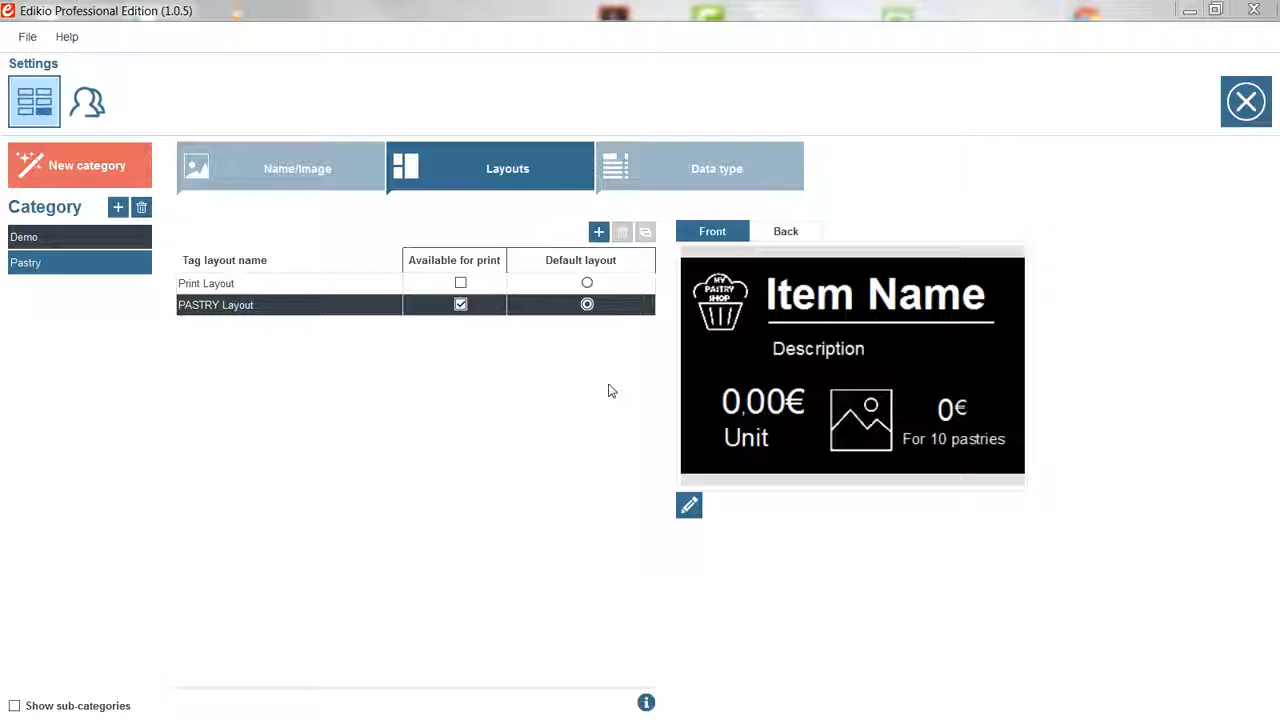 Edikio Professional Edition (1.0.5)
File Help
Settings
New category
Name/Image Layouts Data type
Category
Demo
Pastry
Front Back
Tag layout name Available for print Default layout
Print Layout
PASTRY Layout
MY PASTRY SHOP
Item Name
Description
0,00€
Unit
0€
For 10 pastries
Show sub-categories